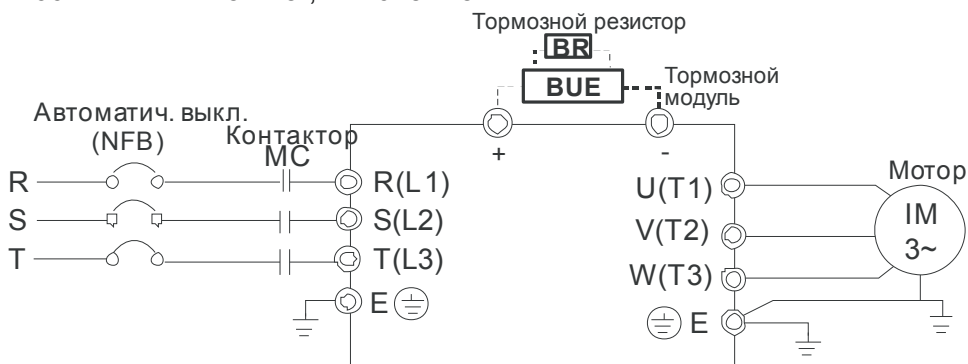 Тормозной резистор
BR
BUE
Тормозной
модуль
Автоматич. выкл.
(NFB)
Контактор
MC
+
-
Мотор
R
R(L1)
U(T1)
IM
3~
S
S(L2)
V(T2)
T
T(L3)
W(T3)
E
E